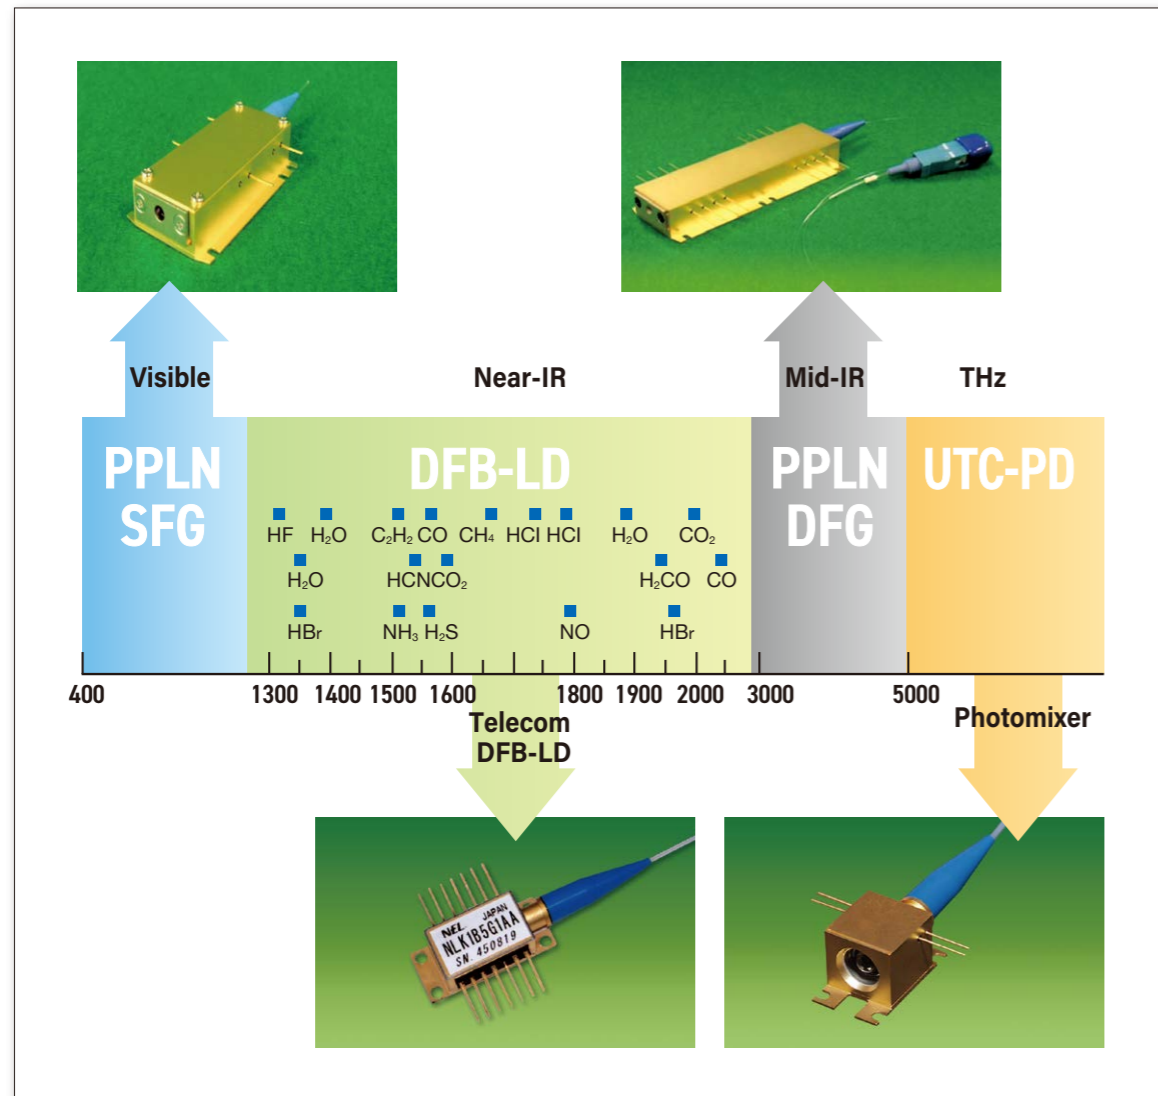 Visible
Near-IR
Mid-IR
THz
PPLN
SFG
DFB-LD
PPLN
DFG
UTC-PD
HF H₂O C₂H₂ CO CH₄ HCl HCl H₂O CO₂
H₂O HCN CO₂ H₂CO CO
HBr NH₃ H₂S NO HBr
400 1300 1400 1500 1600 1800 1900 2000 3000 5000
Telecom
DFB-LD
Photomixer
NEL JAPAN
NLK1B5G1AA
SN. 450819